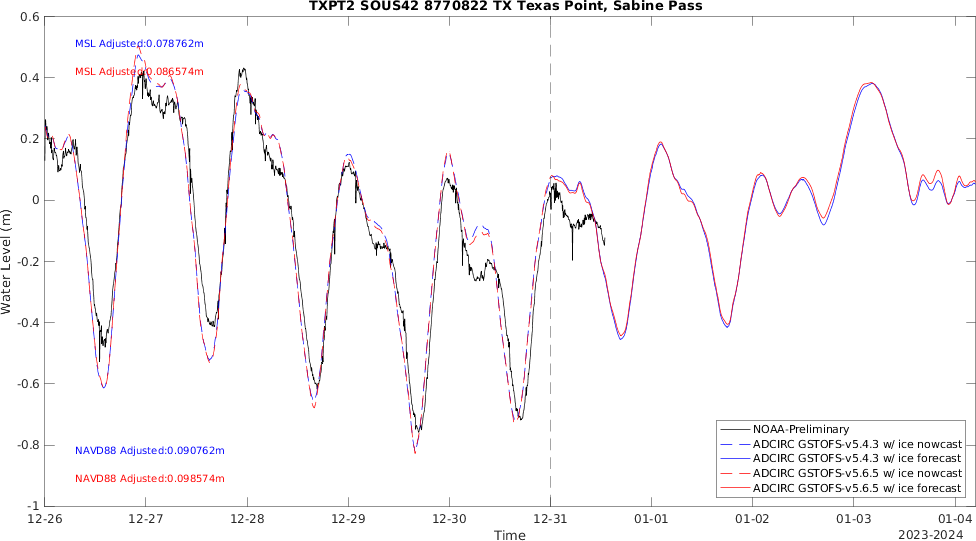 TXPT2 SOUS42 8770822 TX Texas Point, Sabine Pass
0.6
0.4
0.2
0
-0.2
-0.4
-0.6
-0.8
-1
Water Level (m)
MSL Adjusted:0.078762m
MSL Adjusted:0.086574m
NAVD88 Adjusted:0.090762m
NAVD88 Adjusted:0.098574m
NOAA-Preliminary
ADCIRC GSTOFS-v5.4.3 w/ ice nowcast
ADCIRC GSTOFS-v5.4.3 w/ ice forecast
ADCIRC GSTOFS-v5.6.5 w/ ice nowcast
ADCIRC GSTOFS-v5.6.5 w/ ice forecast
12-26 12-27 12-28 12-29 12-30 12-31 01-01 01-02 01-03 01-04
Time
2023-2024